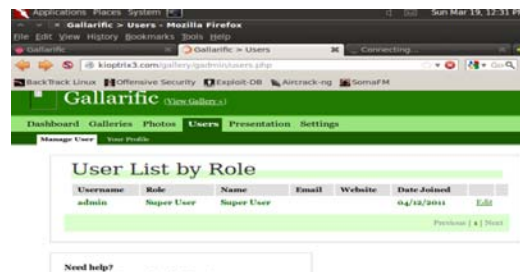 Applications Places System
Sun Mar 19, 12:31 P
Gallarific > Users - Mozilla Firefox
File Edit View History Bookmarks Tools Help
Gallarific
Gallarific > Users
Connecting...
kioptrix3.com/gallery/gadmin/users.php
BackTrack Linux Offensive Security Exploit-DB Aircrack-ng SomaFM
Gallarific (View Gallery »)
Dashboard Galleries Photos Users Presentation Settings
Manage User Your Profile
User List by Role
Username Role Name Email Website Date Joined
admin Super User Super User 04/12/2011 Edit
Previous | 1 | Next
Need help?